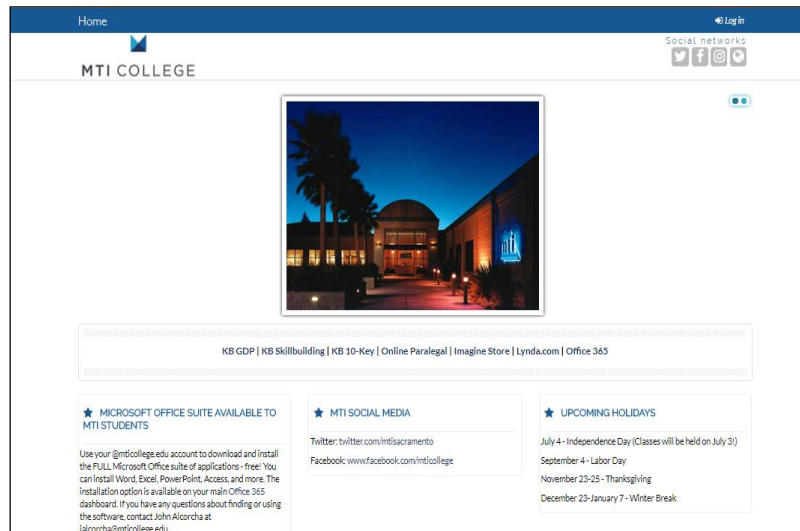 Home
Log in
MTI COLLEGE
Social networks
mti
KB GDP | KB Skillbuilding | KB 10-Key | Online Paralegal | Imagine Store | Lynda.com | Office 365
MICROSOFT OFFICE SUITE AVAILABLE TO
MTI STUDENTS
Use your @mticollege.edu account to download and install
the FULL Microsoft Office suite of applications - free! You
can install Word, Excel, PowerPoint, Access, and more. The
installation option is available on your main Office 365
dashboard. If you have any questions about finding or using
the software, contact John Alcorcha at
jalcorcha@mticollege.edu
MTI SOCIAL MEDIA
Twitter: twitter.com/mtisacramento
Facebook: www.facebook.com/mticollege
UPCOMING HOLIDAYS
July 4 - Independence Day (Classes will be held on July 3!)
September 4 - Labor Day
November 23-25 - Thanksgiving
December 23-January 7 - Winter Break